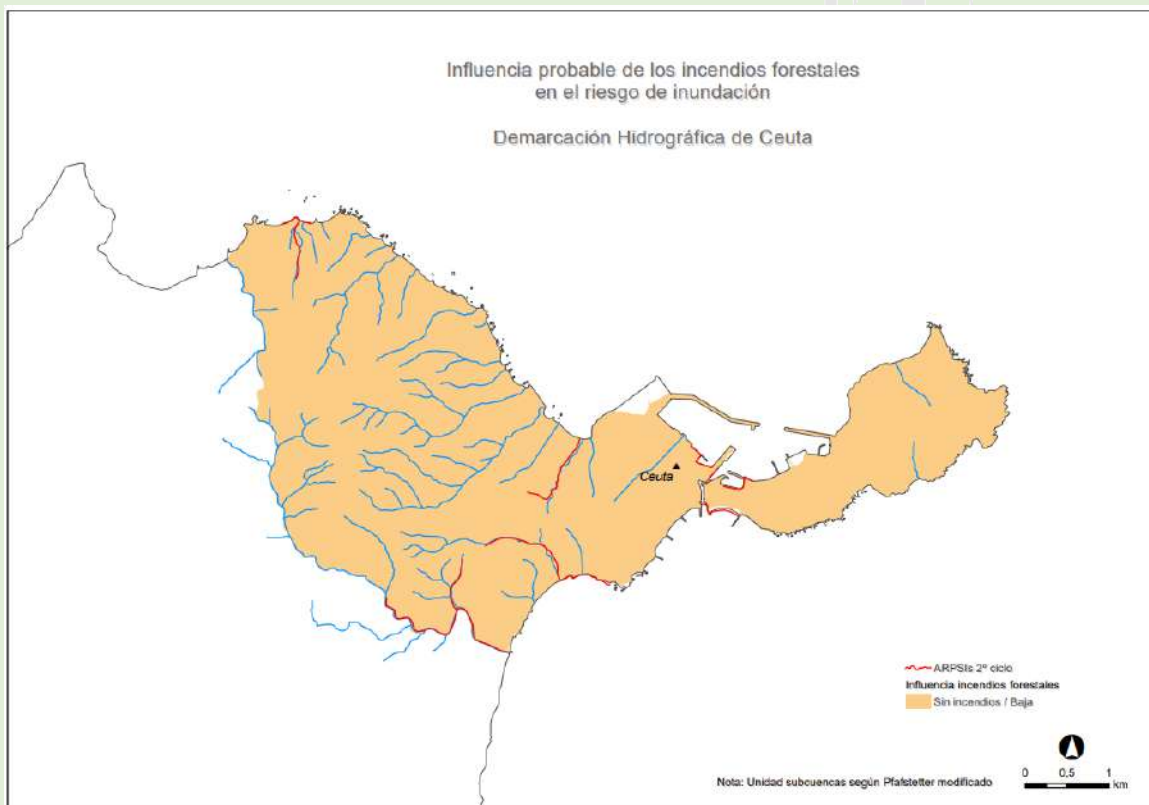 Influencia probable de los incendios forestales
en el riesgo de inundación
Demarcación Hidrográfica de Ceuta
Ceuta
ARPSIs 2º ciclo
Influencia incendios forestales
Sin incendios / Baja
Nota: Unidad subcuencas según Pfafstetter modificado
0 0.5 1
km